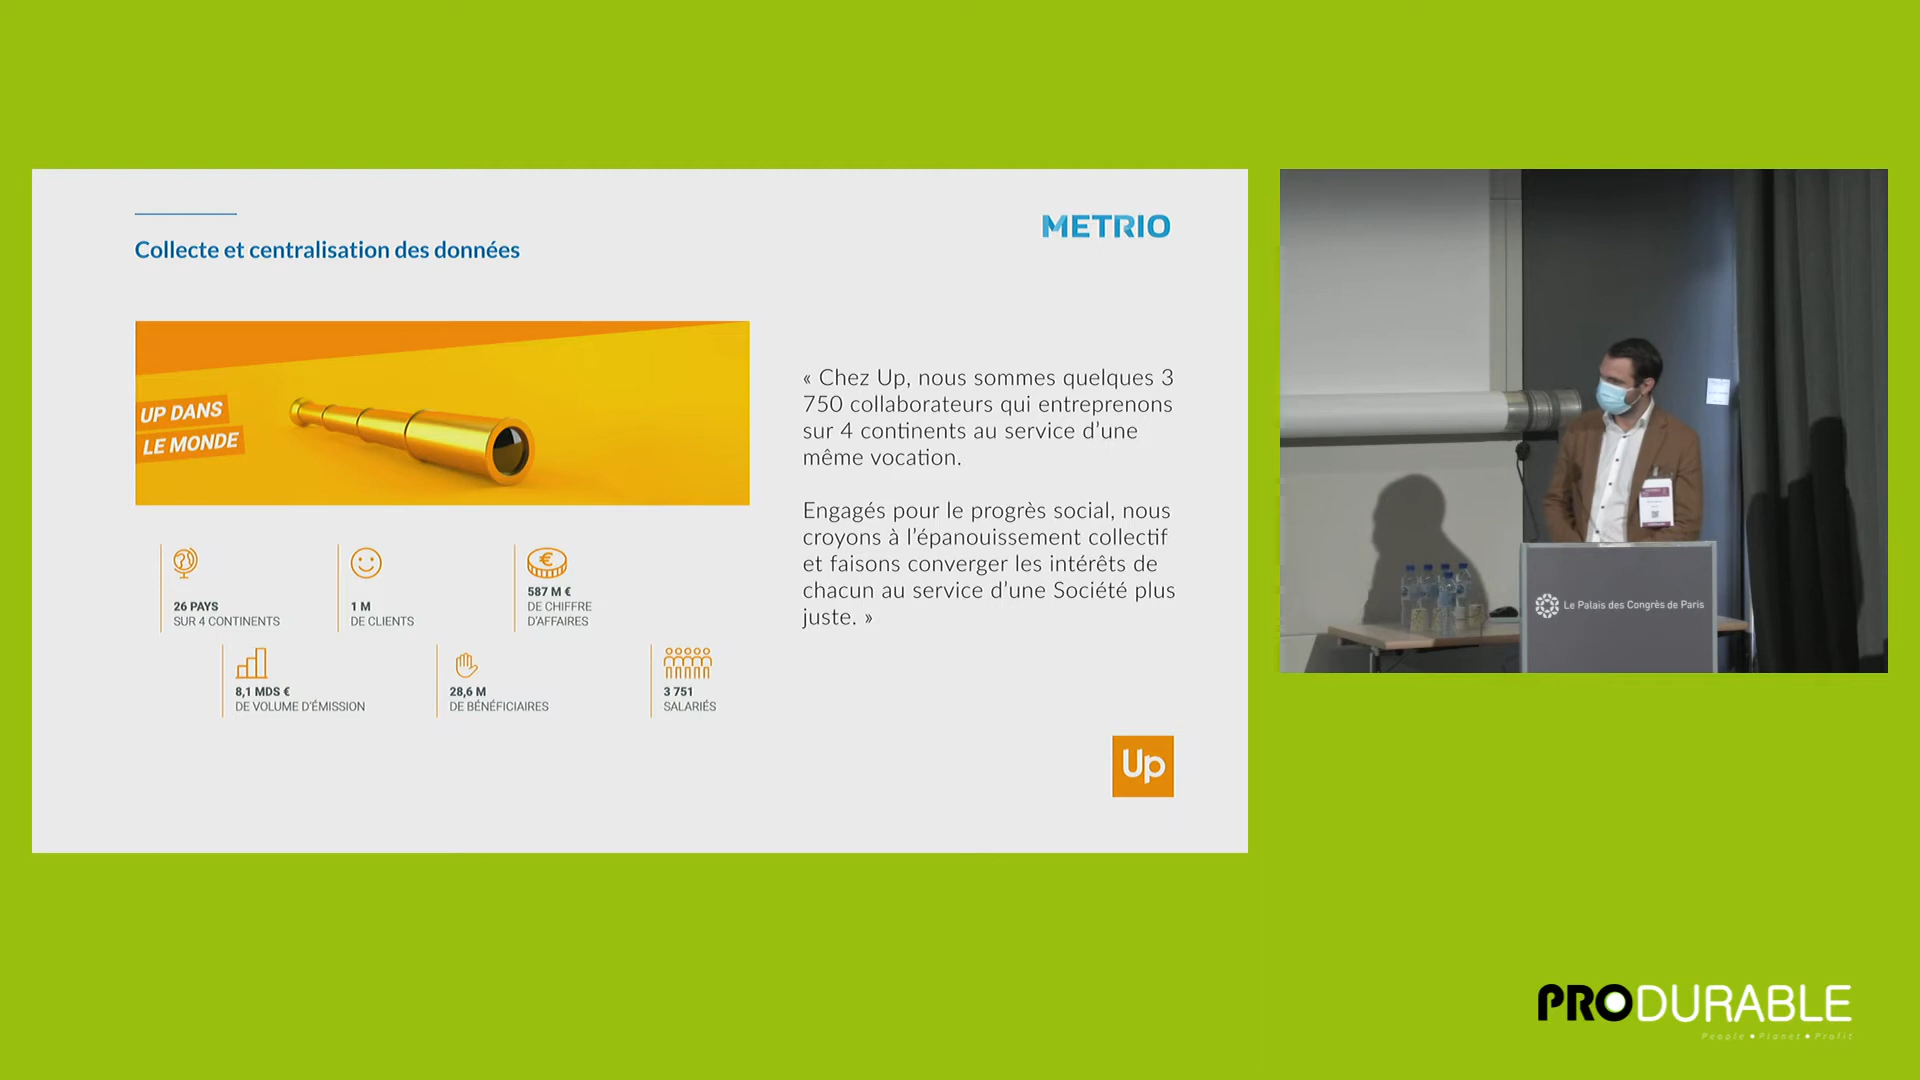 METRIO
Collecte et centralisation des données
UP DANS
LE MONDE
26 PAYS
SUR 4 CONTINENTS
1 M
DE CLIENTS
587 M €
DE CHIFFRE
D'AFFAIRES
8,1 MDS €
DE VOLUME D'ÉMISSION
28,6 M
DE BÉNÉFICIAIRES
3 751
SALARIÉS
« Chez Up, nous sommes quelques 3
750 collaborateurs qui entreprenons
sur 4 continents au service d'une
même vocation.
Engagés pour le progrès social, nous
croyons à l'épanouissement collectif
et faisons converger les intérêts de
chacun au service d'une Société plus
juste. »
Up
Le Palais des Congrès de Paris
PRODURABLE
People • Planet • Profit